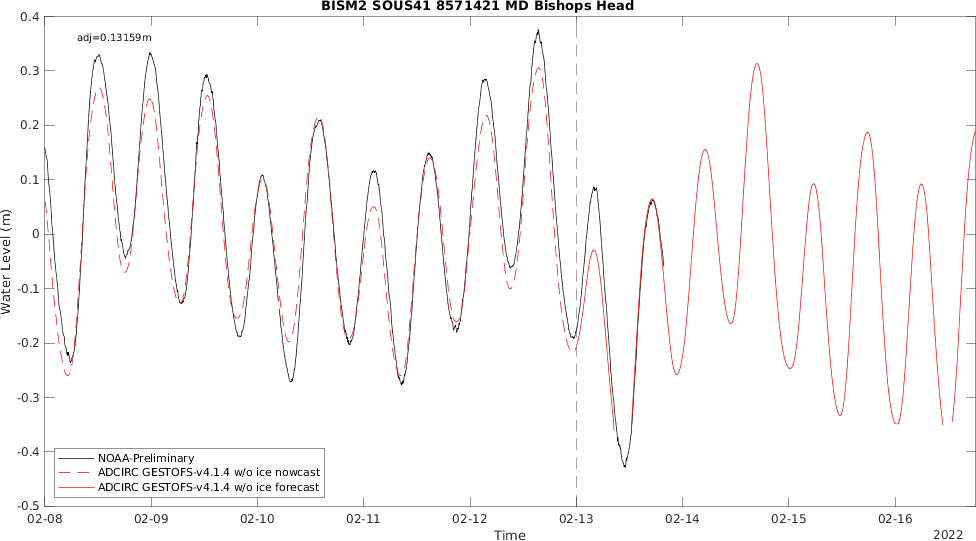 BISM2 SOUS41 8571421 MD Bishops Head
adj=0.13159m
0.4
0.3
0.2
0.1
0
-0.1
-0.2
-0.3
-0.4
-0.5
Water Level (m)
NOAA-Preliminary
ADCIRC GESTOFS-v4.1.4 w/o ice nowcast
ADCIRC GESTOFS-v4.1.4 w/o ice forecast
02-08 02-09 02-10 02-11 02-12 02-13 02-14 02-15 02-16
Time
2022